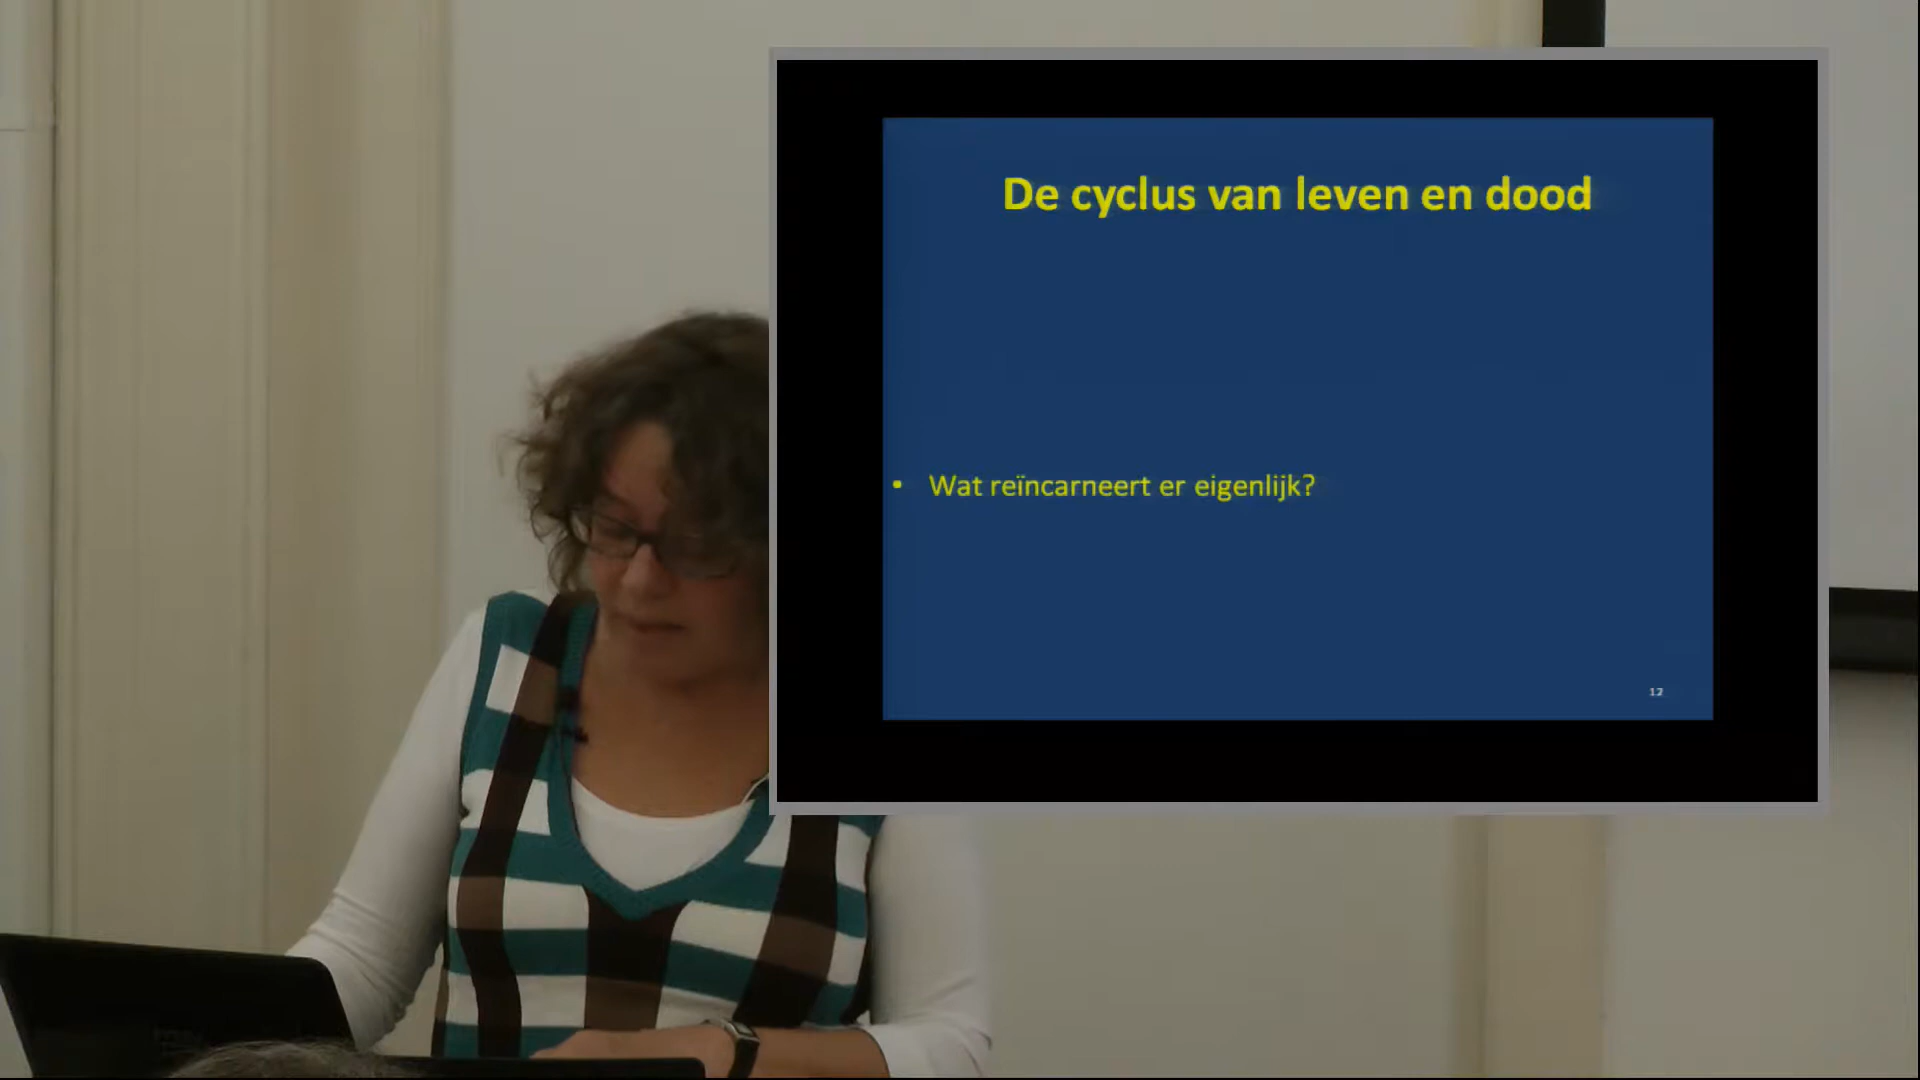 De cyclus van leven en dood
• Wat reïncarneert er eigenlijk?
12